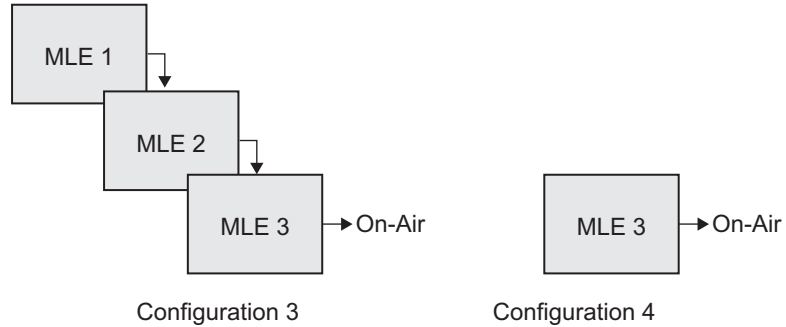 MLE 1
MLE 2
MLE 3
On-Air
MLE 3
On-Air
Configuration 3
Configuration 4